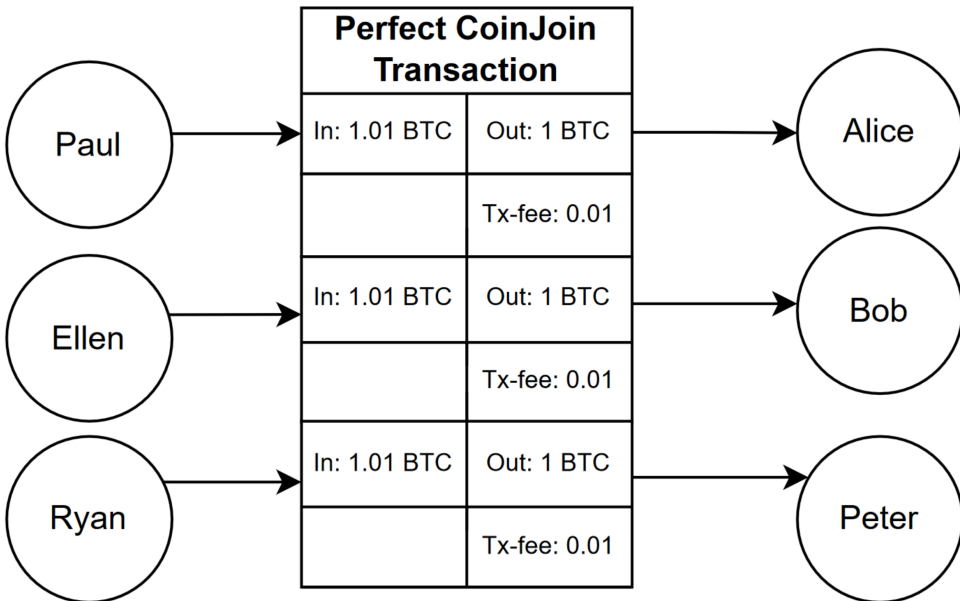 Perfect CoinJoin
Transaction
Paul
In: 1.01 BTC
Out: 1 BTC
Alice
Tx-fee: 0.01
Ellen
In: 1.01 BTC
Out: 1 BTC
Bob
Tx-fee: 0.01
Ryan
In: 1.01 BTC
Out: 1 BTC
Peter
Tx-fee: 0.01